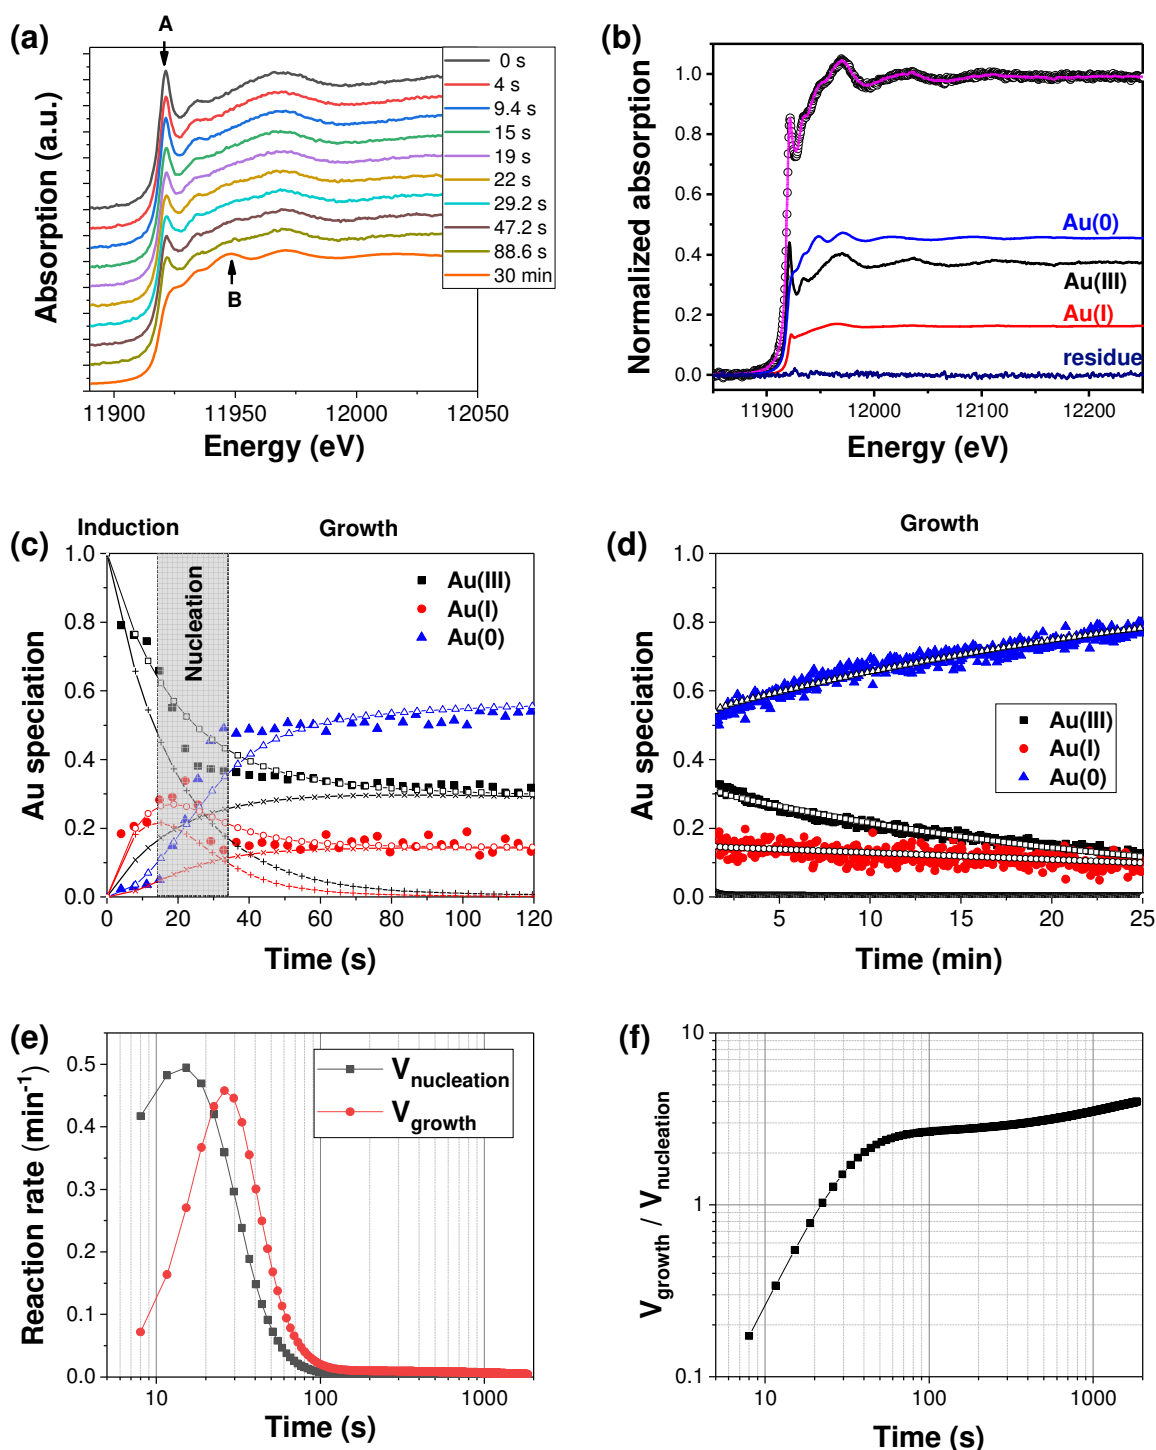 (a)
A
0 s
4 s
9.4 s
15 s
19 s
22 s
29.2 s
47.2 s
88.6 s
30 min
B
Absorption (a.u.)
11900 11950 12000 12050
Energy (eV)
(b)
1.0
0.8
0.6
0.4
0.2
0.0
Normalized absorption
Au(0)
Au(III)
Au(I)
residue
11900 12000 12100 12200
Energy (eV)
(c)
Induction Growth
Nucleation
Au(III)
Au(I)
Au(0)
1.0
0.8
0.6
0.4
0.2
0.0
Au speciation
0 20 40 60 80 100 120
Time (s)
(d)
Growth
1.0
0.8
0.6
0.4
0.2
0.0
Au speciation
Au(III)
Au(I)
Au(0)
5 10 15 20 25
Time (min)
(e)
0.5
0.4
0.3
0.2
0.1
0.0
Reaction rate (min-1)
Vnucleation
Vgrowth
10 100 1000
Time (s)
(f)
10
1
0.1
Vgrowth / Vnucleation
10 100 1000
Time (s)